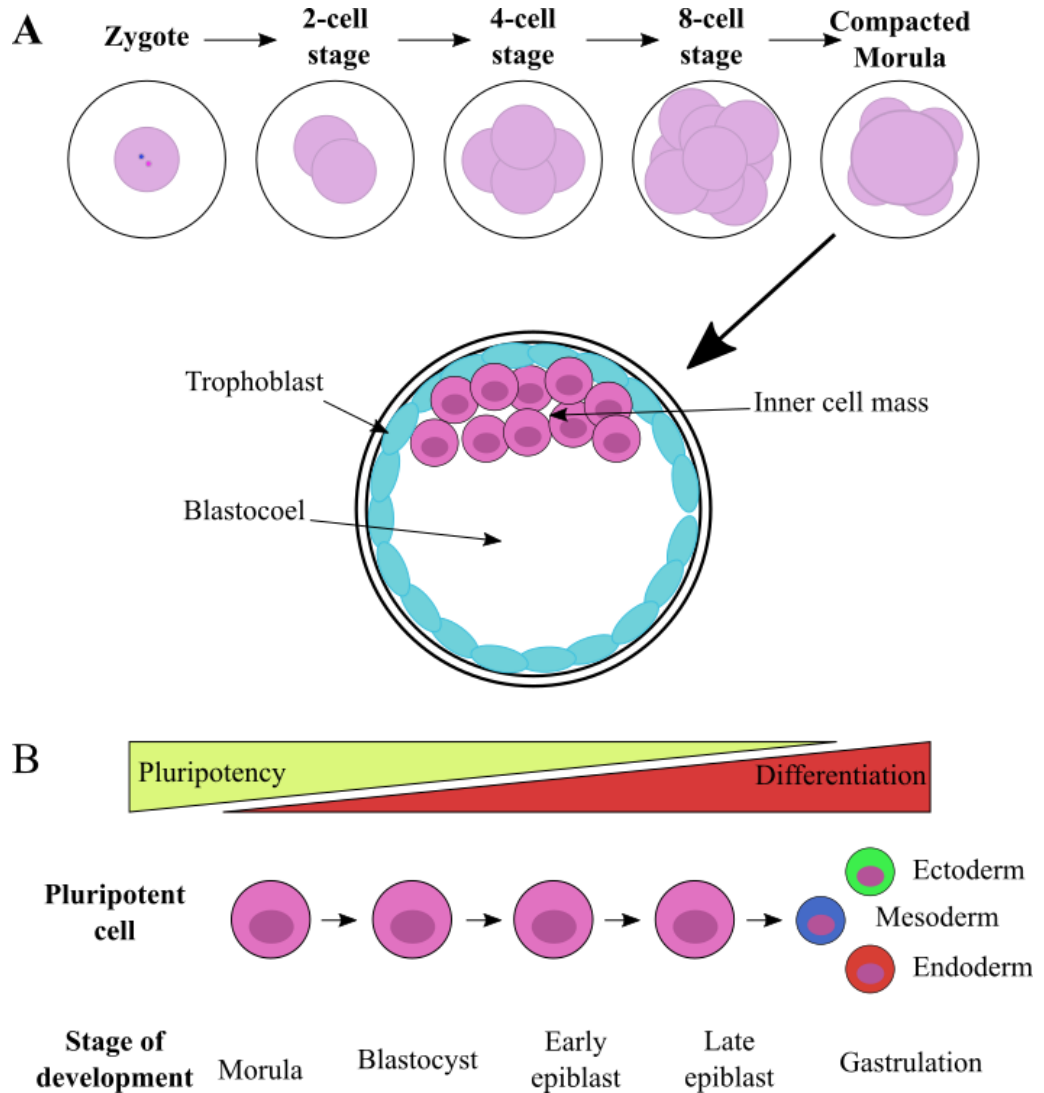 A
Zygote
2-cell
stage
4-cell
stage
8-cell
stage
Compacted
Morula
Trophoblast
Inner cell mass
Blastocoel
B
Pluripotency
Differentiation
Pluripotent
cell
Ectoderm
Mesoderm
Endoderm
Stage of
development
Morula
Blastocyst
Early
epiblast
Late
epiblast
Gastrulation